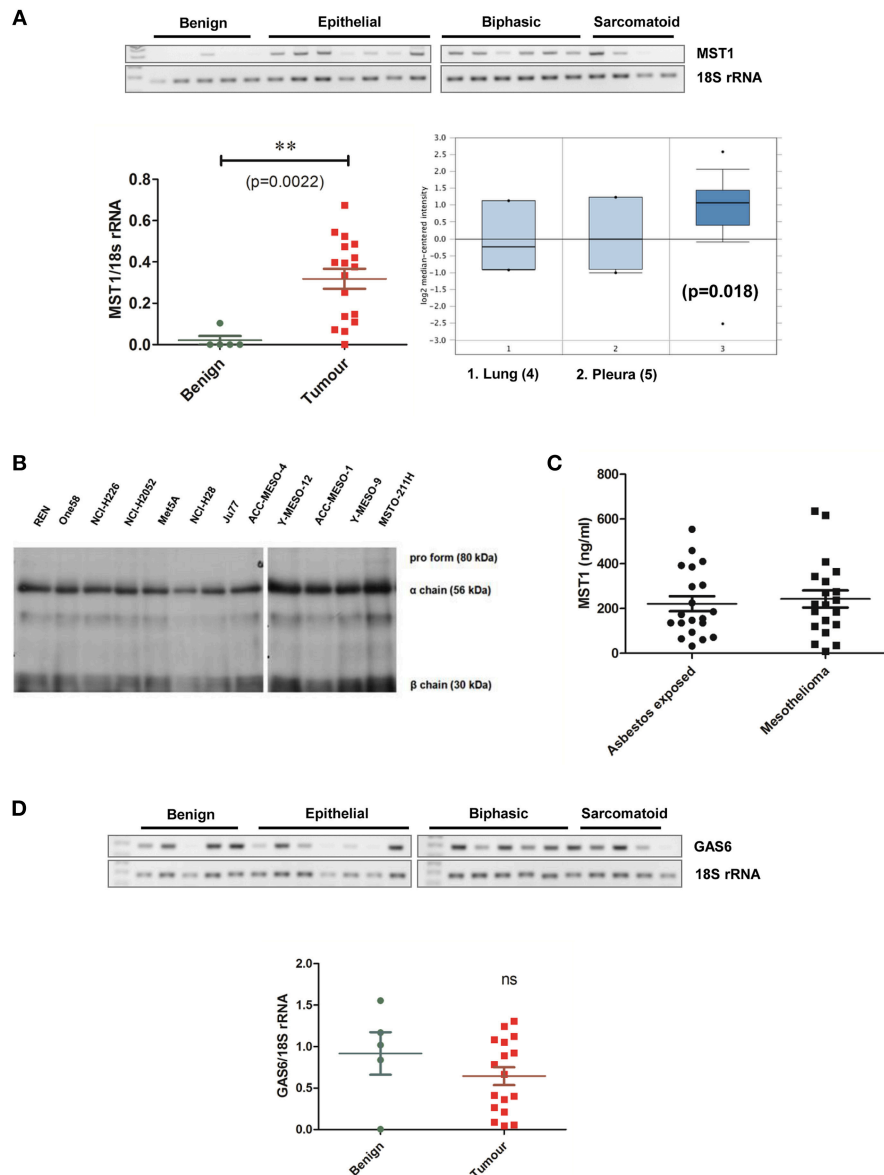 A
Benign Epithelial Biphasic Sarcomatoid
MST1
18S rRNA
**
(p=0.0022)
MST1/18s rRNA
0.8
0.6
0.4
0.2
0.0
Benign
Tumour
log2 median-centered intensity
3.0
2.5
2.0
1.5
1.0
0.5
0.0
-0.5
-1.0
-1.5
-2.0
-2.5
-3.0
(p=0.018)
1 2 3
1. Lung (4) 2. Pleura (5)
B
REN
One58
NCI-H226
NCI-H2052
Met5A
NCI-H28
Ju77
ACC-MESO-4
Y-MESO-12
ACC-MESO-1
Y-MESO-9
MSTO-211H
pro form (80 kDa)
α chain (56 kDa)
β chain (30 kDa)
C
MST1 (ng/ml)
800
600
400
200
0
Asbestos exposed
Mesothelioma
D
Benign Epithelial Biphasic Sarcomatoid
GAS6
18S rRNA
GAS6/18S rRNA
2.0
1.5
1.0
0.5
0.0
ns
Benign
Tumour